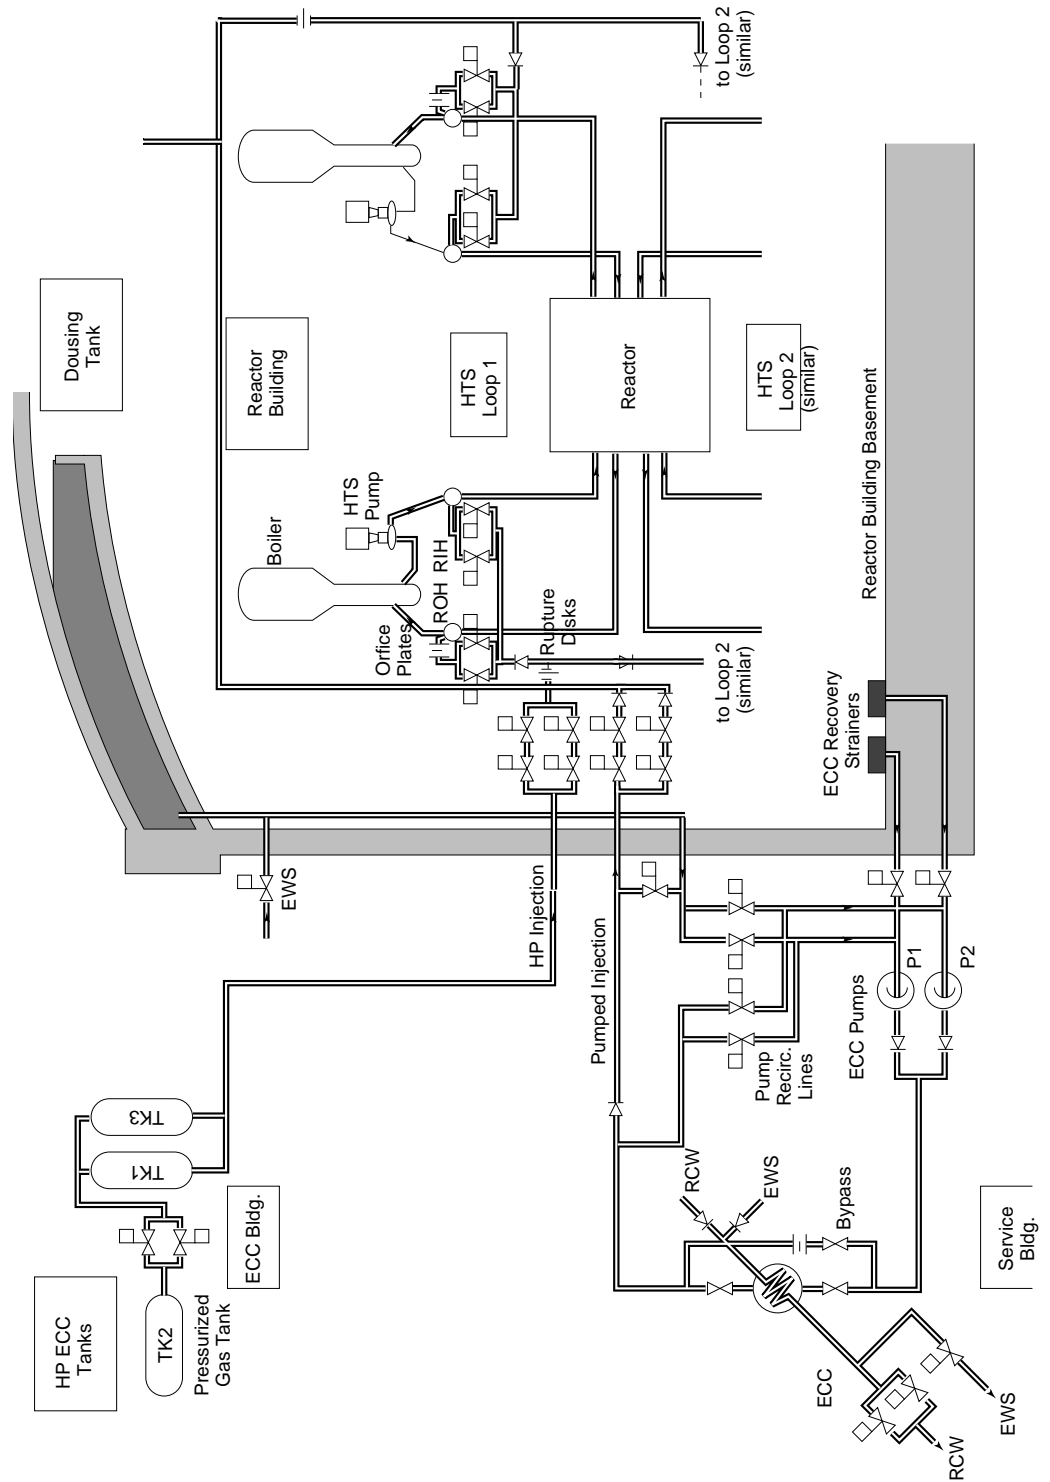 HP ECC
Tanks
Dousing
Tank
TK1
TK3
TK2
Pressurized
Gas Tank
ECC Bldg.
Reactor
Building
Boiler
EWS
HTS
Pump
Orfice
Plates
ROH RIH
HTS
Loop 1
HP Injection
Rupture
Disks
Pumped Injection
Reactor
RCW
to Loop 2
(similar)
to Loop 2
(similar)
EWS
Pump
Recirc.
Lines
HTS
Loop 2
(similar)
ECC
Bypass
ECC Recovery
Strainers
ECC Pumps
Reactor Building Basement
P1
P2
RCW
EWS
Service
Bldg.